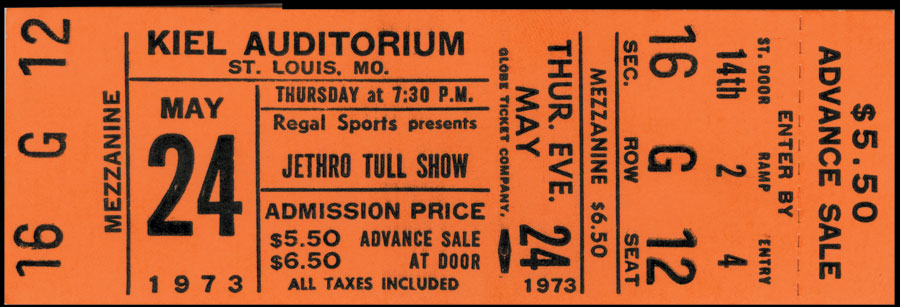 16 G 12
MEZZANINE
KIEL AUDITORIUM
ST. LOUIS, MO.
MAY
24
1973
THURSDAY at 7:30 P.M.
Regal Sports presents
JETHRO TULL SHOW
ADMISSION PRICE
$5.50 ADVANCE SALE
$6.50 AT DOOR
ALL TAXES INCLUDED
GLOBE TICKET COMPANY
THUR. EVE.
MAY
24
1973
MEZZANINE $6.50
16 G 12
SEC. ROW SEAT
ENTER BY
ST. DOOR RAMP ENTRY
14th 2 4
$5.50
ADVANCE SALE